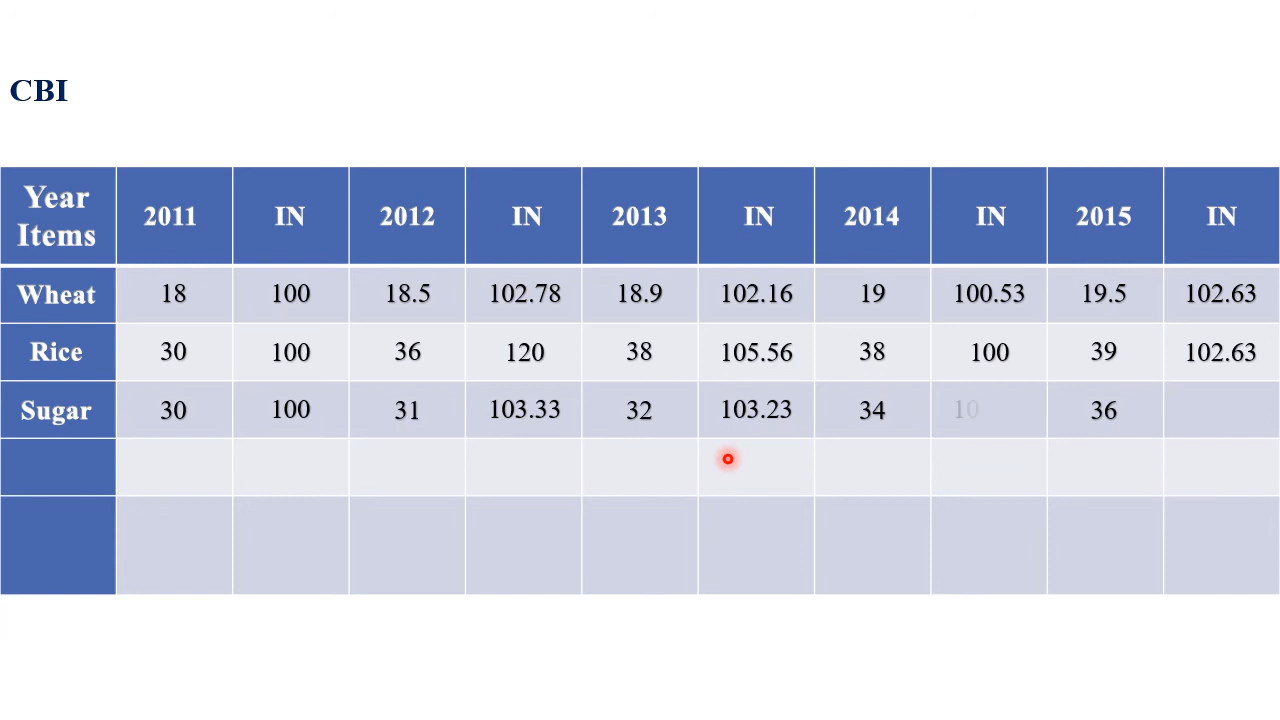 CBI
Year Items 2011 IN 2012 IN 2013 IN 2014 IN 2015 IN
Wheat 18 100 18.5 102.78 18.9 102.16 19 100.53 19.5 102.63
Rice 30 100 36 120 38 105.56 38 100 39 102.63
Sugar 30 100 31 103.33 32 103.23 34 10 36